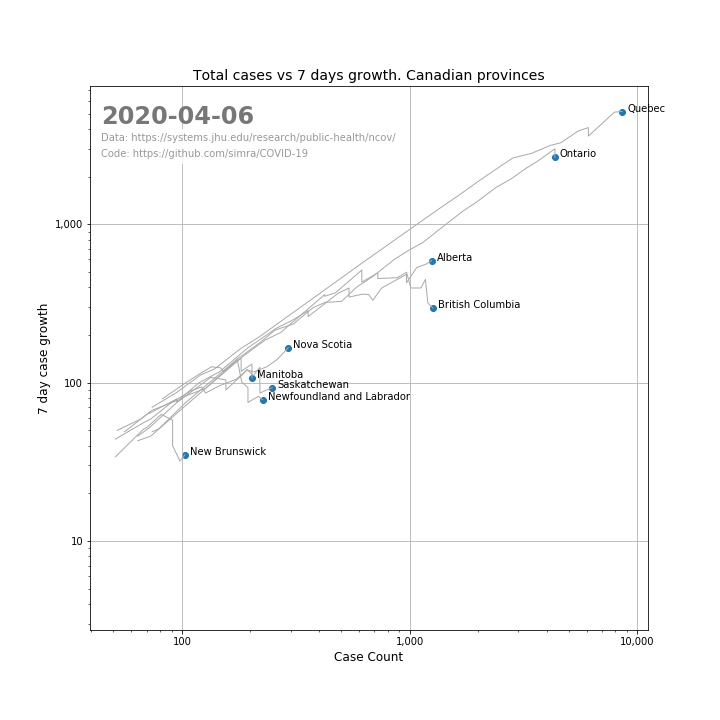 Total cases vs 7 days growth. Canadian provinces
2020-04-06
Data: https://systems.jhu.edu/research/public-health/ncov/
Code: https://github.com/simra/COVID-19
Quebec
Ontario
1,000
Alberta
British Columbia
Nova Scotia
Manitoba
100
Saskatchewan
Newfoundland and Labrador
New Brunswick
10
7 day case growth
100
1,000
10,000
Case Count